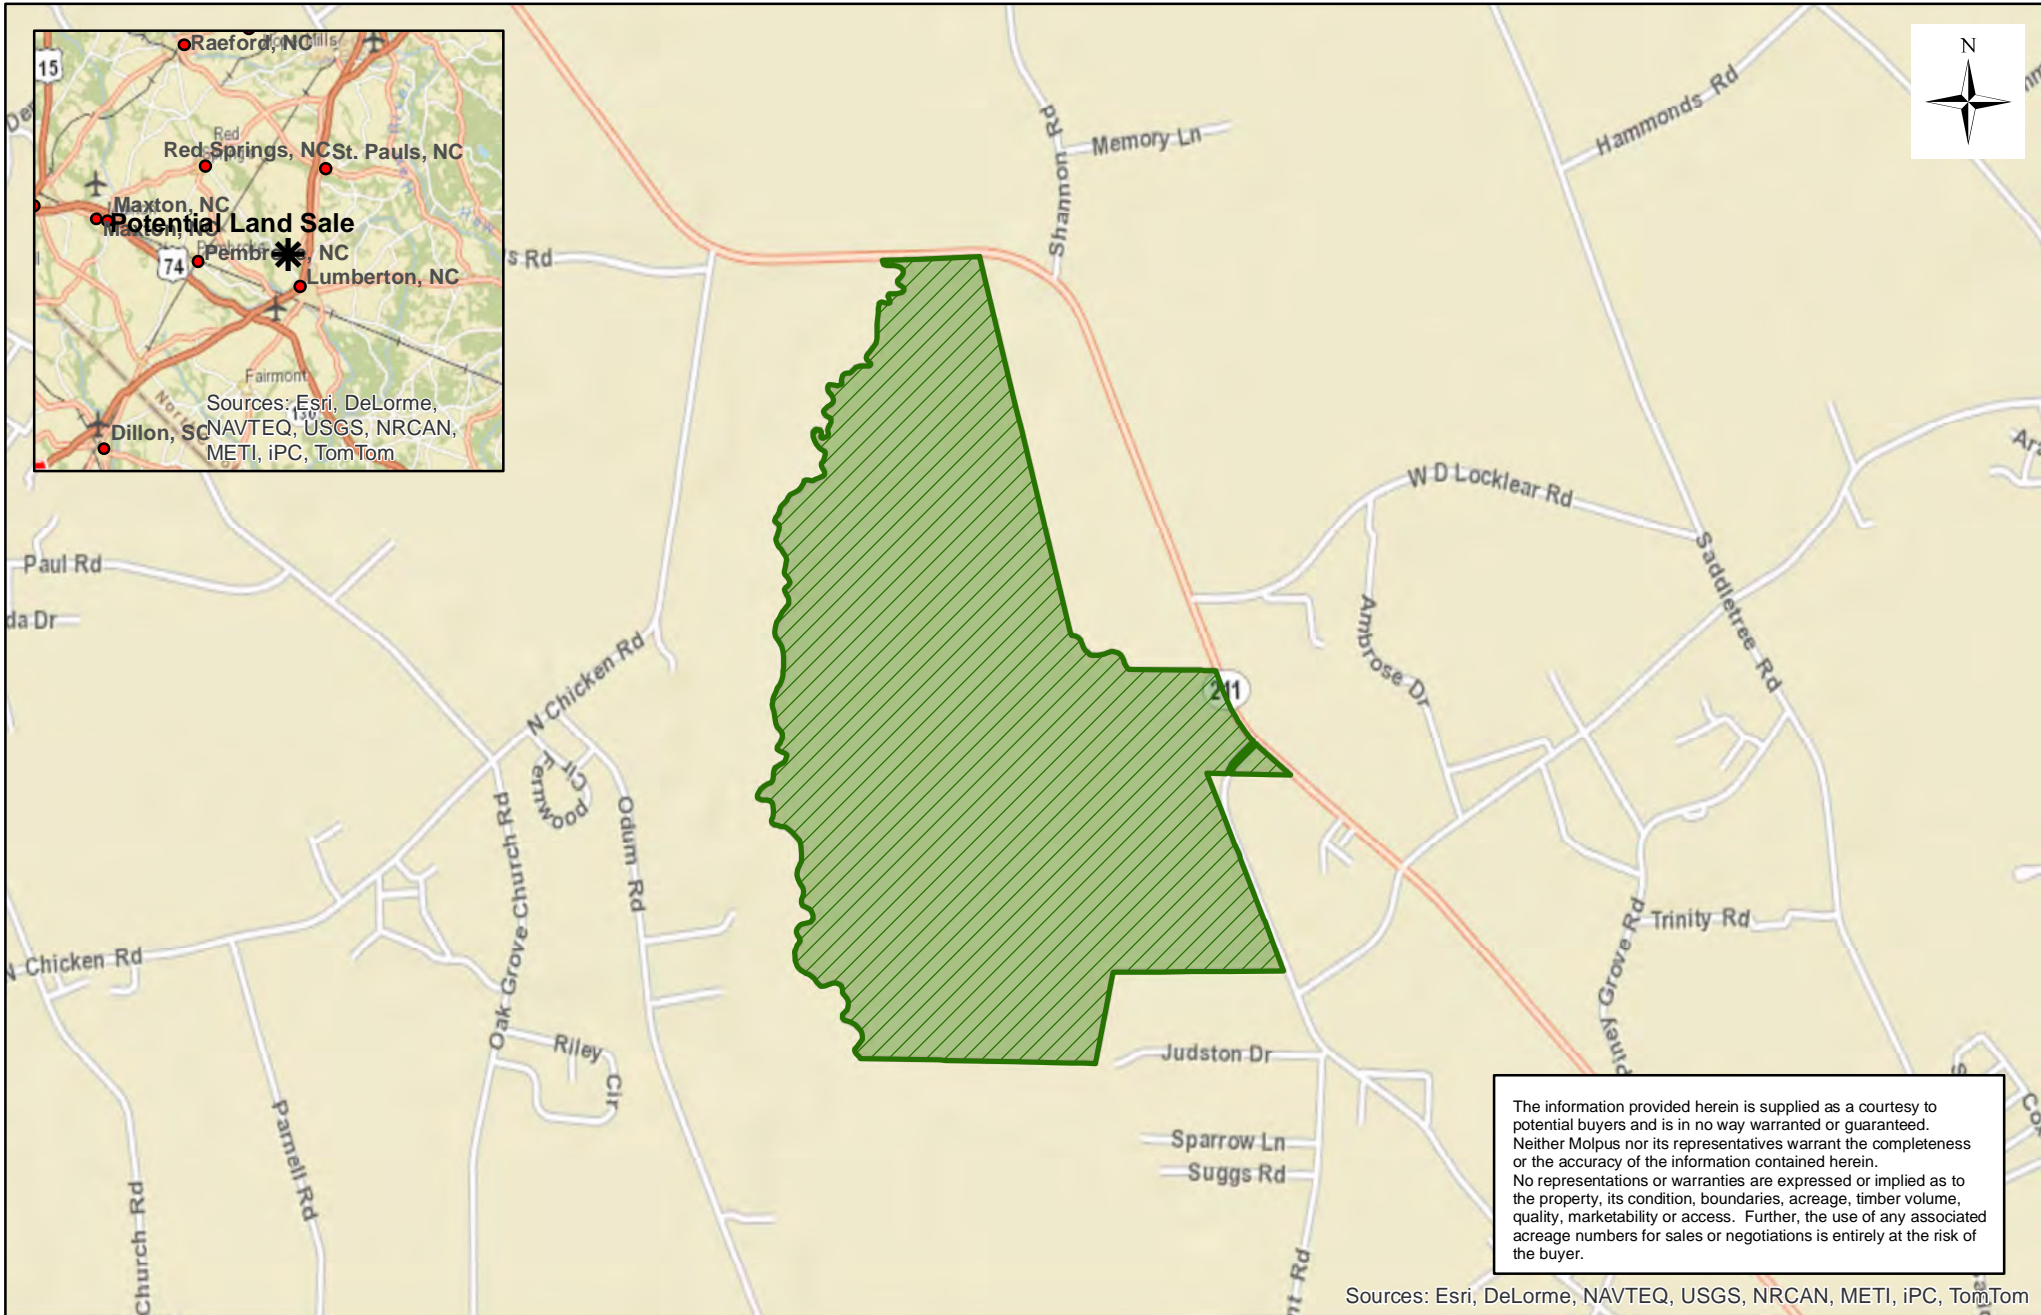 Raeford, NC
15
Red
Red Springs, NC
St. Pauls, NC
Maxton, NC
Potential Land Sale
Maxton, NC
Pembroke, NC
74
Lumberton, NC
Fairmont
130
Dillon, SC
Sources: Esri, DeLorme,
NAVTEQ, USGS, NRCAN,
METI, iPC, TomTom
N
Hammonds Rd
Memory Ln
Shannon Rd
s Rd
W D Locklear Rd
Saddletree Rd
Ambrose Dr
Paul Rd
da Dr
N Chicken Rd
211
Fernwood Cir
Odum Rd
Oak Grove Church Rd
N Chicken Rd
Trinity Rd
Piney Grove Rd
Riley Cir
Judston Dr
Parnell Rd
Sparrow Ln
Suggs Rd
Church Rd
nt Rd
The information provided herein is supplied as a courtesy to
potential buyers and is in no way warranted or guaranteed.
Neither Molpus nor its representatives warrant the completeness
or the accuracy of the information contained herein.
No representations or warranties are expressed or implied as to
the property, its condition, boundaries, acreage, timber volume,
quality, marketability or access.  Further, the use of any associated
acreage numbers for sales or negotiations is entirely at the risk of
the buyer.
Sources: Esri, DeLorme, NAVTEQ, USGS, NRCAN, METI, iPC, TomTom